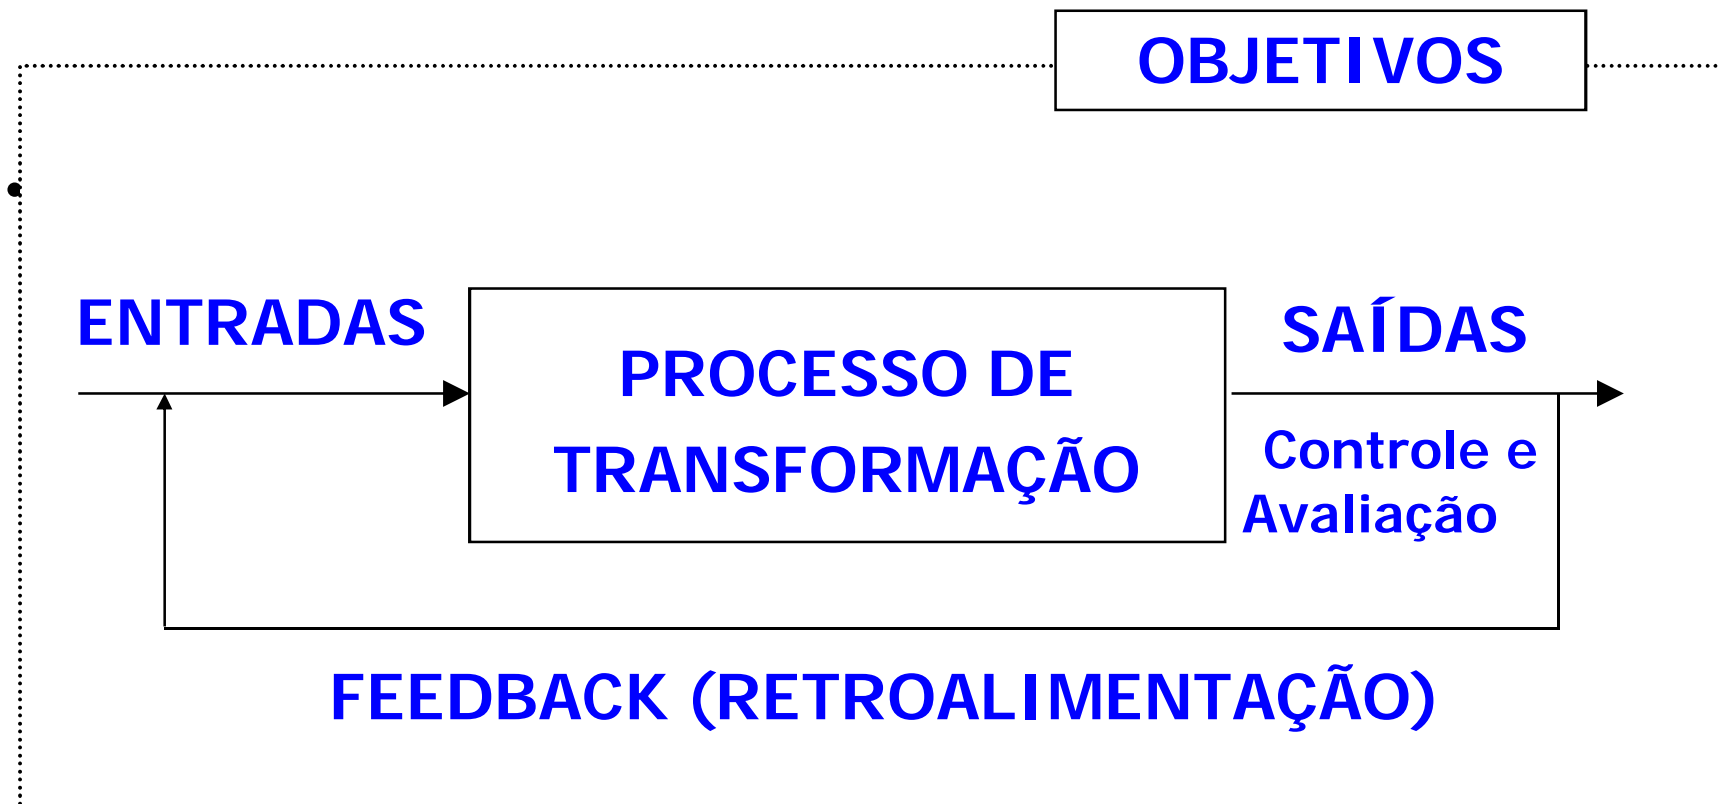 OBJETIVOS
ENTRADAS
PROCESSO DE
TRANSFORMAÇÃO
SAÍDAS
Controle e
Avaliação
FEEDBACK (RETROALIMENTAÇÃO)